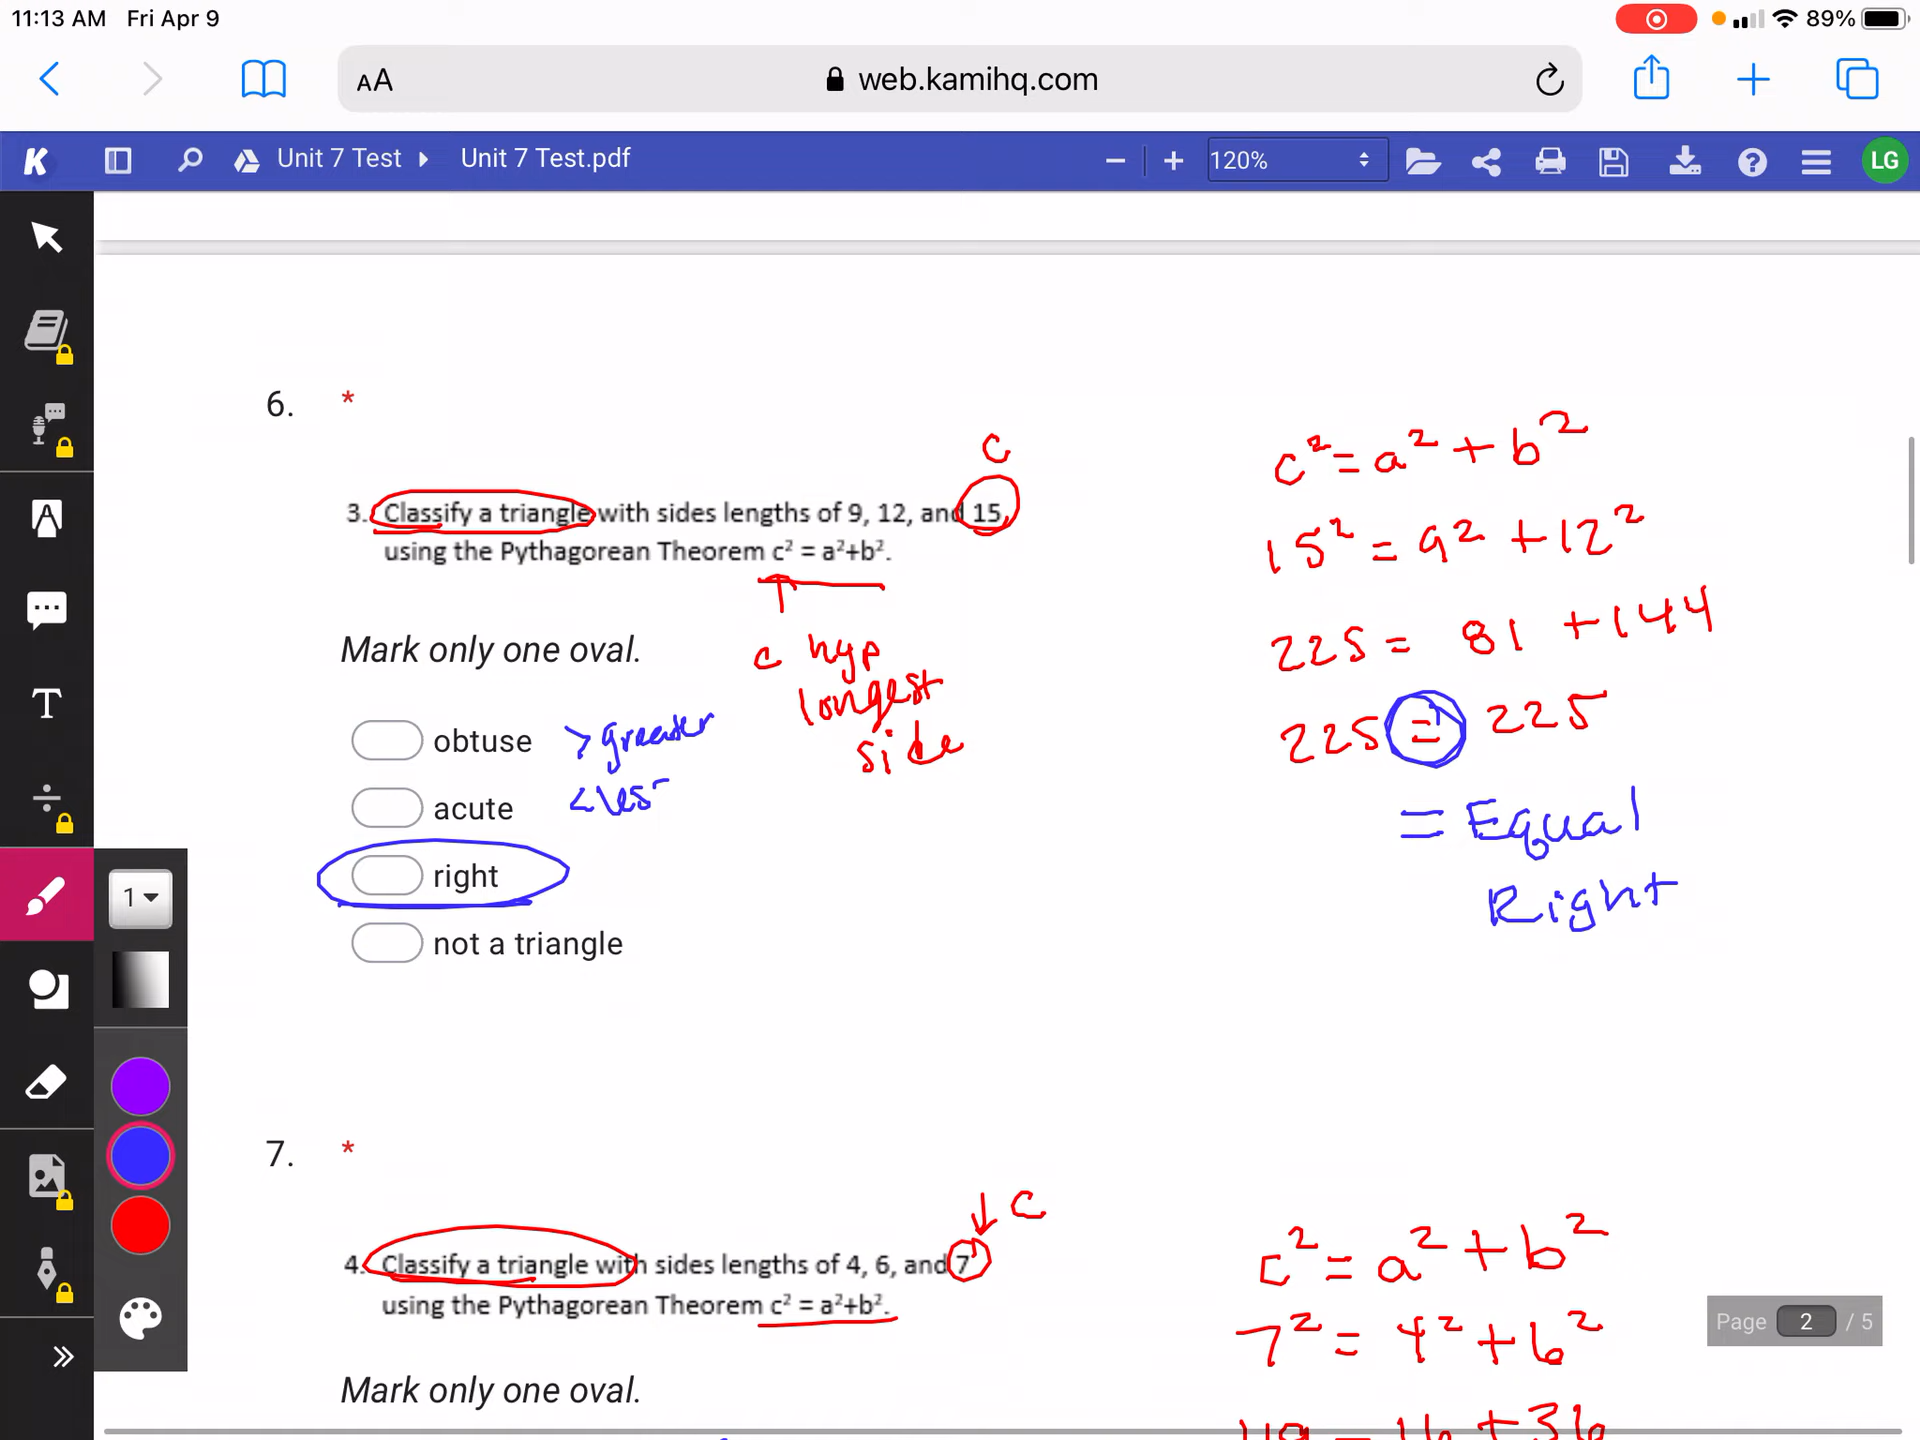 11:13 AM Fri Apr 9 89%
AA web.kamihq.com
K Unit 7 Test Unit 7 Test.pdf 120% LG
6. *
c
c² = a² + b²
3. Classify a triangle with sides lengths of 9, 12, and 15,
using the Pythagorean Theorem c² = a²+b².
15² = 9² + 12²
Mark only one oval.
c hyp
longest
side
225 = 81 + 144
225 = 225
obtuse > greater
acute < les
right
not a triangle
= Equal
Right
7. *
c
4. Classify a triangle with sides lengths of 4, 6, and 7
using the Pythagorean Theorem c² = a²+b².
c² = a² + b²
7² = 4² + 6²
Mark only one oval.
49 = 16 + 36
1
T
Page 2 / 5